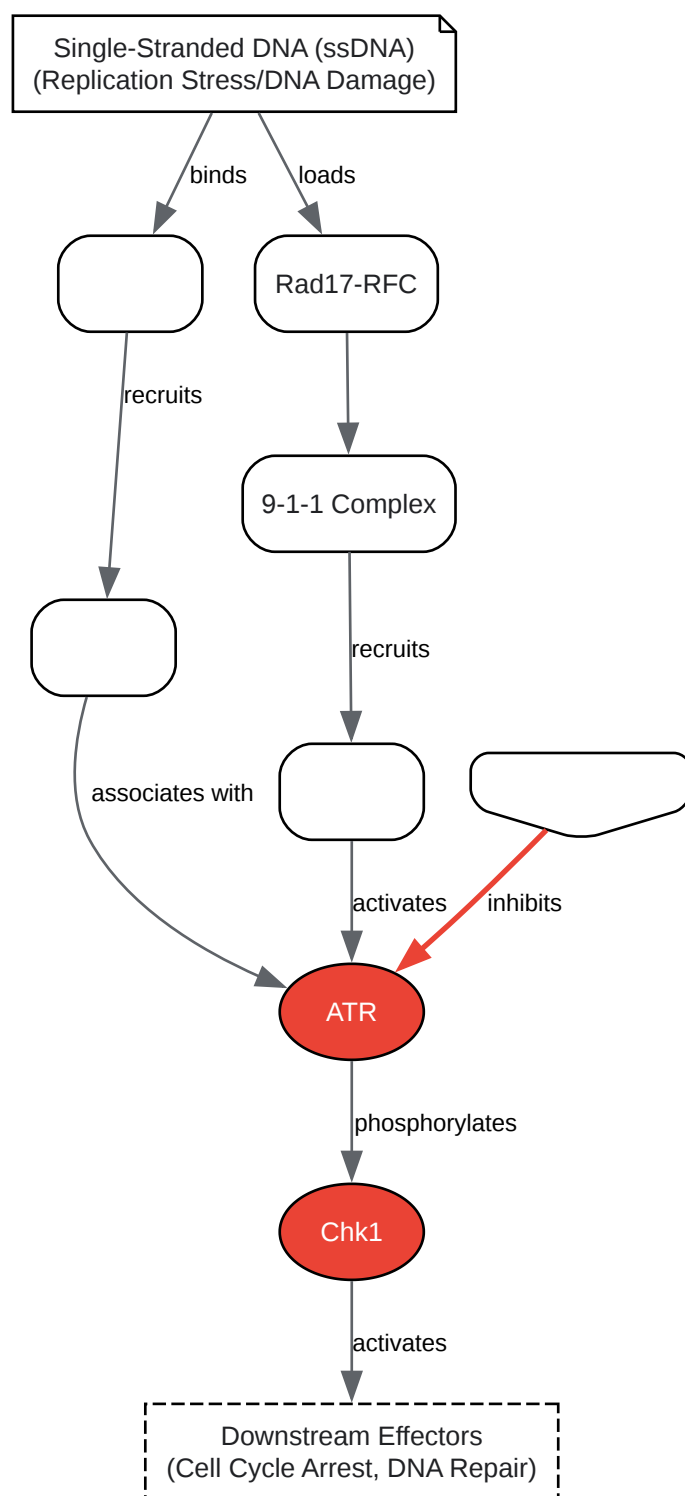 Single-Stranded DNA (ssDNA)
(Replication Stress/DNA Damage)
binds
loads
Rad17-RFC
recruits
9-1-1 Complex
recruits
associates with
activates
inhibits
ATR
phosphorylates
Chk1
activates
Downstream Effectors
(Cell Cycle Arrest, DNA Repair)